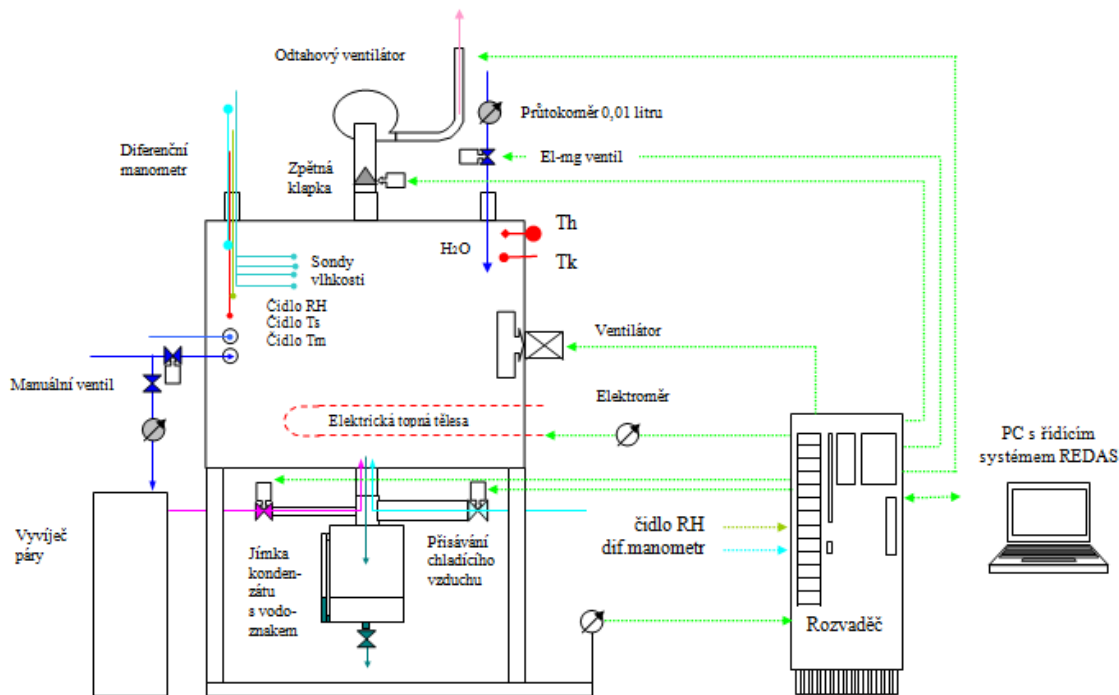 Odtahový ventilátor
Průtokoměr 0,01 litru
Diferenční
manometr
Zpětná
klapka
El-mg ventil
Th
H2O
Tk
Sondy
vlhkosti
Čidlo RH
Čidlo Ts
Čidlo Tm
Ventilátor
Manuální ventil
Elektroměr
Elektrická topná tělesa
PC s řídícím
systémem REDAS
čidlo RH
dif.manometr
Vyvíječ
páry
Jímka
konden-
zátu
s vodo-
znakem
Přisávání
chladícího
vzduchu
Rozvaděč